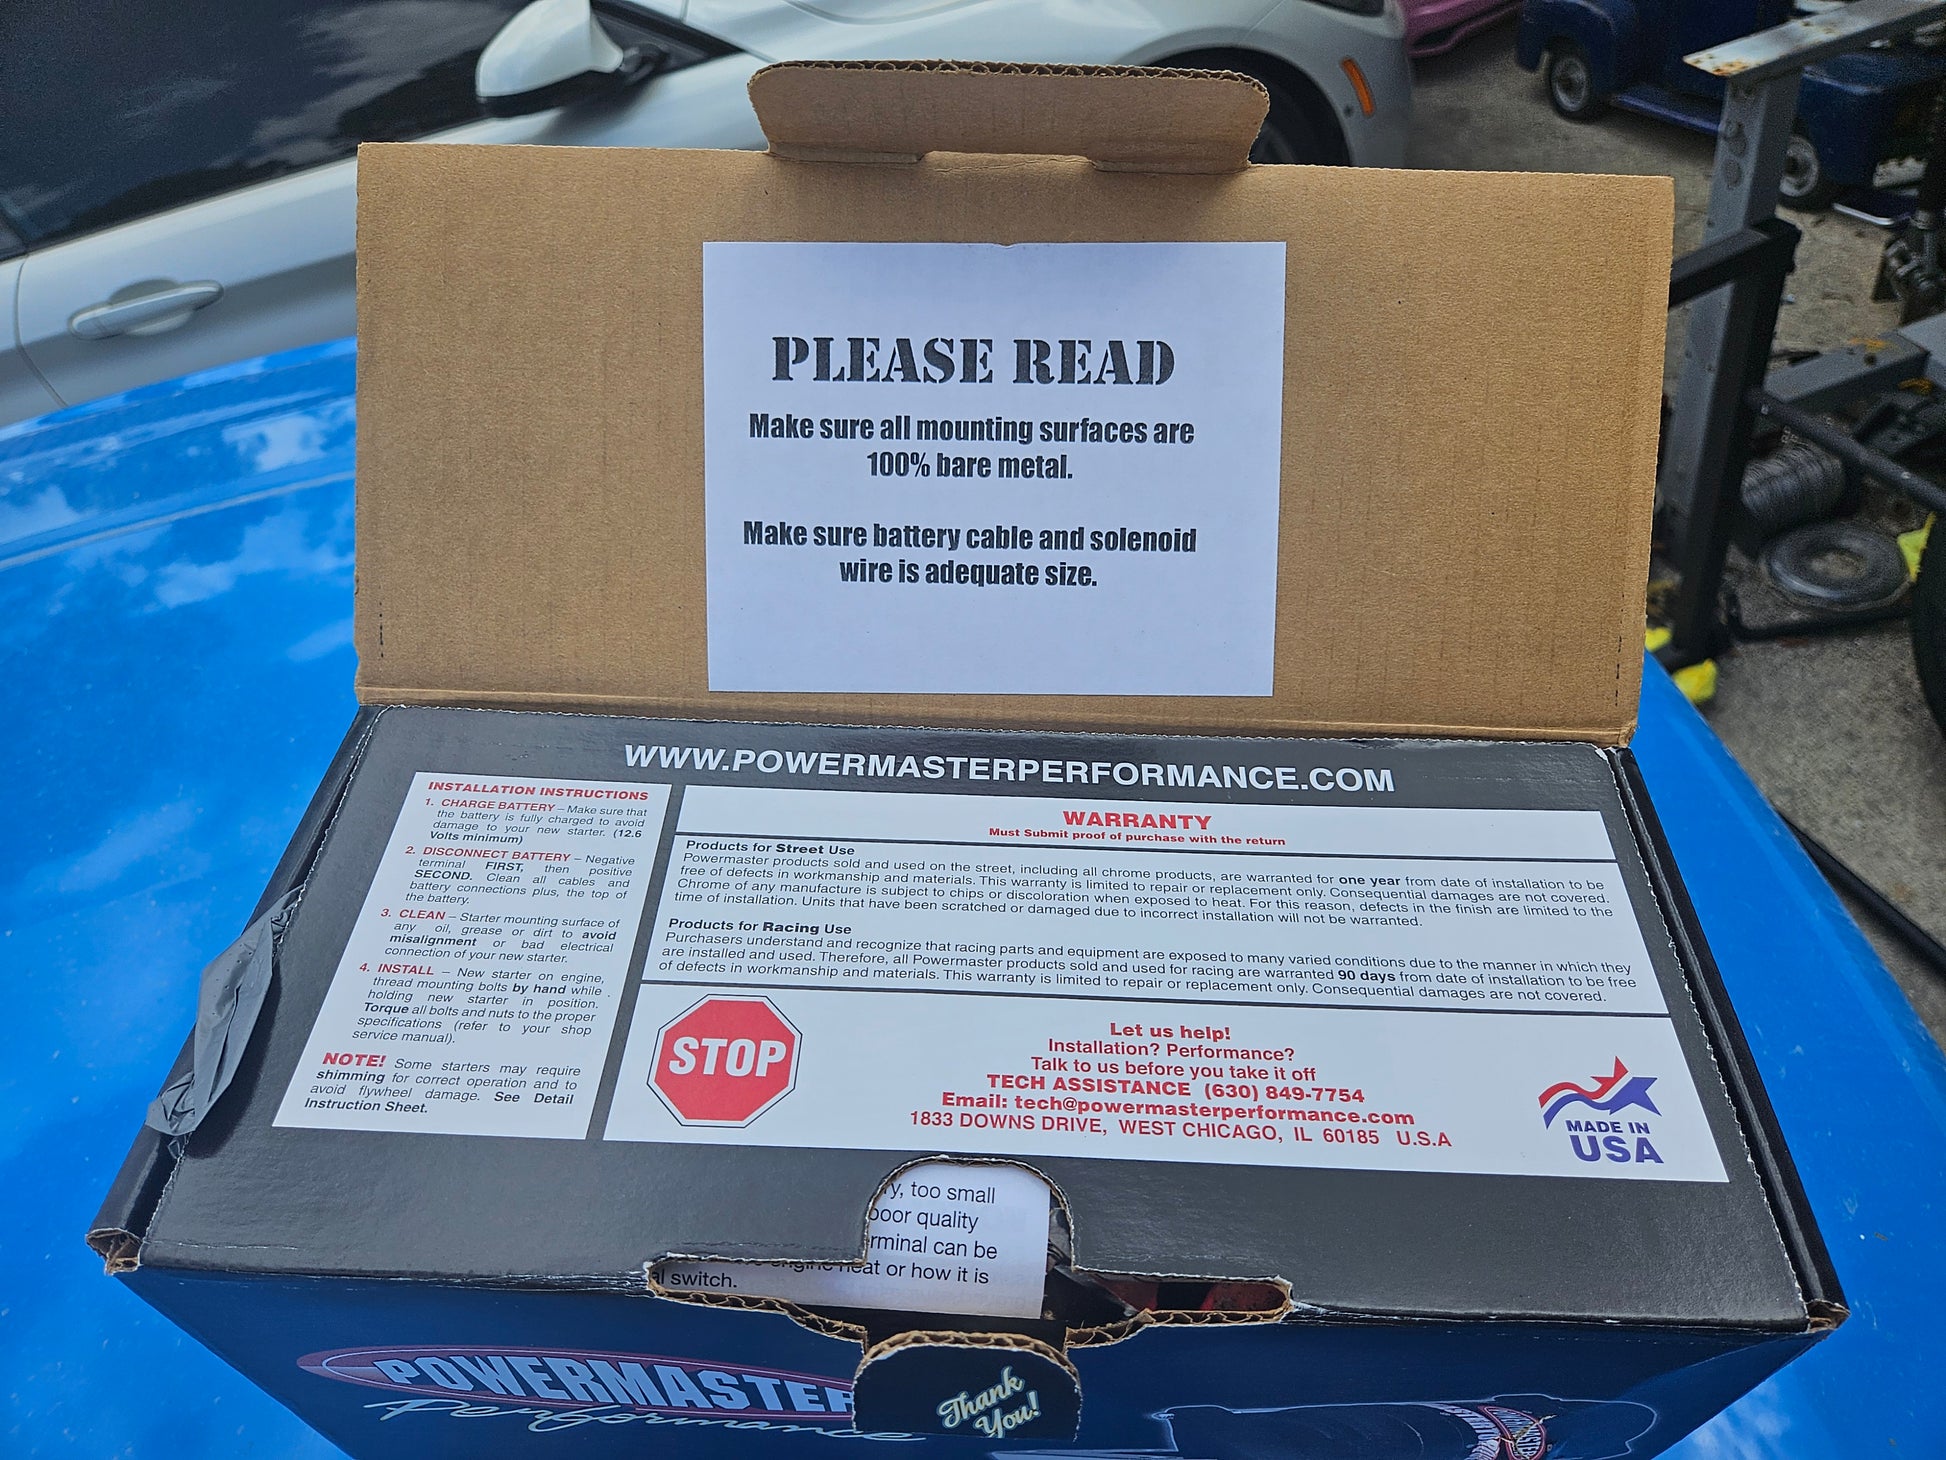 PLEASE READ
Make sure all mounting surfaces are
100% bare metal.
Make sure battery cable and solenoid
wire is adequate size.
WWW.POWERMASTERPERFORMANCE.COM
INSTALLATION INSTRUCTIONS
1. CHARGE BATTERY – Make sure that
the battery is fully charged to avoid
damage to your new starter. (12.6
Volts minimum)
2. DISCONNECT BATTERY – Negative
terminal FIRST, then positive
SECOND. Clean all cables and
battery connections plus, the top of
the battery.
3. CLEAN – Starter mounting surface of
any oil, grease or dirt to avoid
misalignment or bad electrical
connection of your new starter.
4. INSTALL – New starter on engine,
thread mounting bolts by hand while
holding new starter in position.
Torque all bolts and nuts to the proper
specifications (refer to your shop
service manual).
NOTE! Some starters may require
shimming for correct operation and to
avoid flywheel damage. See Detail
Instruction Sheet.
WARRANTY
Must Submit proof of purchase with the return
Products for Street Use
Powermaster products sold and used on the street, including all chrome products, are warranted for one year from date of installation to be
free of defects in workmanship and materials. This warranty is limited to repair or replacement only. Consequential damages are not covered.
Chrome of any manufacture is subject to chips or discoloration when exposed to heat. For this reason, defects in the finish are limited to the
time of installation. Units that have been scratched or damaged due to incorrect installation will not be warranted.
Products for Racing Use
Purchasers understand and recognize that racing parts and equipment are exposed to many varied conditions due to the manner in which they
are installed and used. Therefore, all Powermaster products sold and used for racing are warranted 90 days from date of installation to be free
of defects in workmanship and materials. This warranty is limited to repair or replacement only. Consequential damages are not covered.
STOP
Let us help!
Installation? Performance?
Talk to us before you take it off
TECH ASSISTANCE (630) 849-7754
Email: tech@powermasterperformance.com
1833 DOWNS DRIVE, WEST CHICAGO, IL 60185 U.S.A
MADE IN
USA
too small
poor quality
can be
engine heat or how it is
switch.
POWERMASTER
Performance
Thank
You!